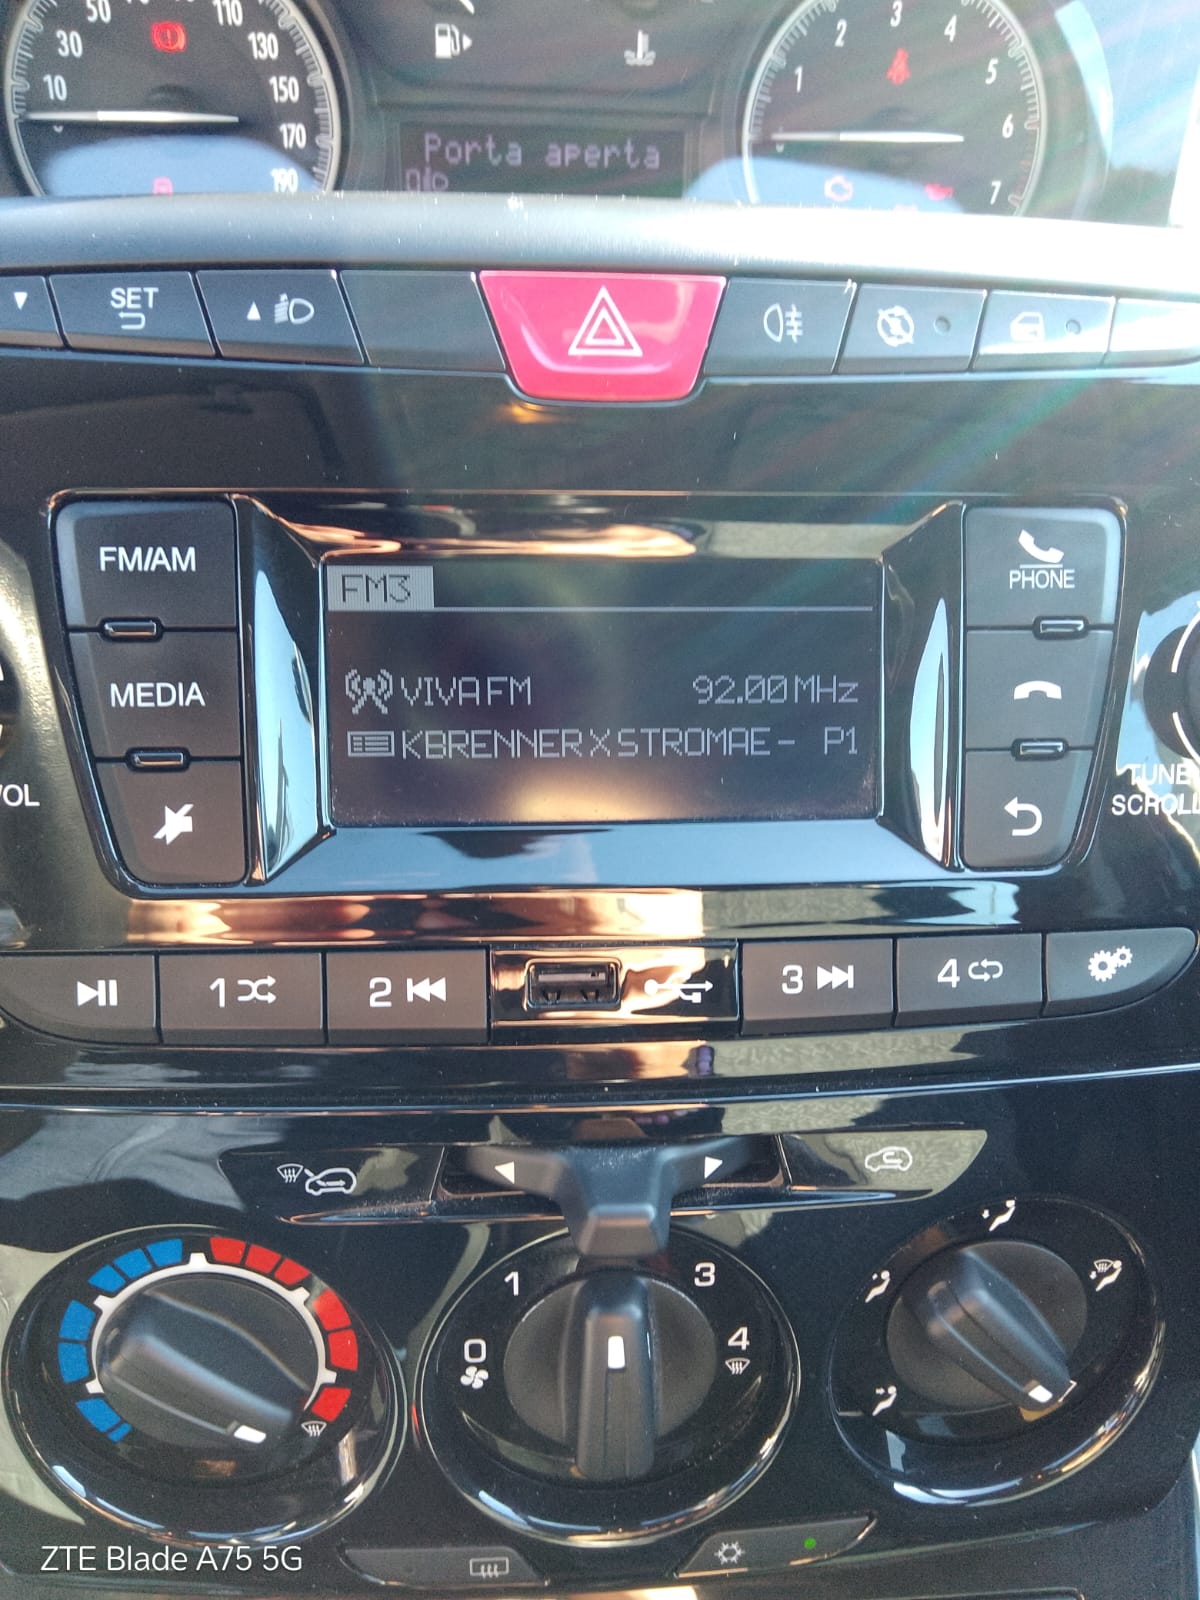 10 30 50 110 130 150 170 190
1 2 3 4 5 6 7
Porta aperta
SET
FM/AM
MEDIA
FM3
VIVA FM 92.00 MHz
KBRENNER X STROMAE - P1
PHONE
TUNE
SCROLL
1
2
3
4
0
1
3
4
ZTE Blade A75 5G